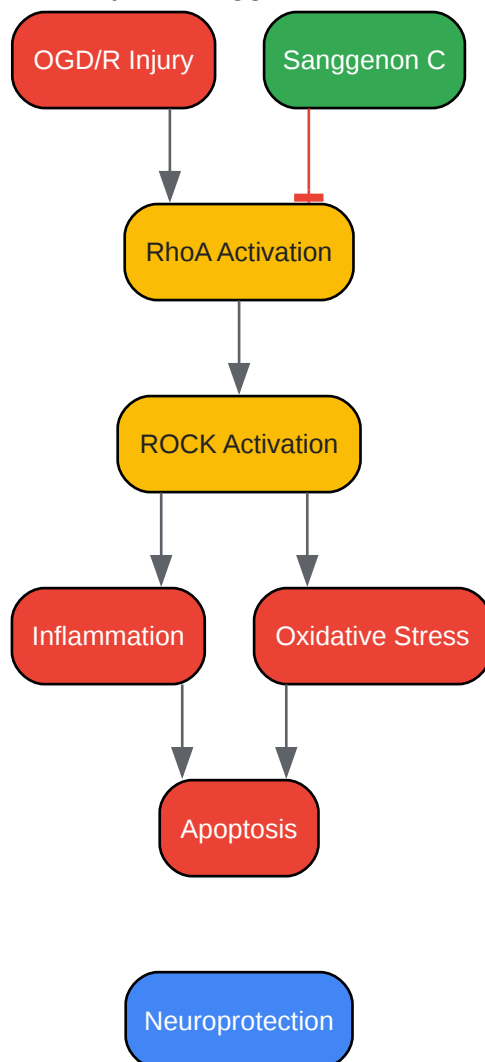 OGD/R Injury
Sanggenon C
RhoA Activation
ROCK Activation
Inflammation
Oxidative Stress
Apoptosis
Neuroprotection